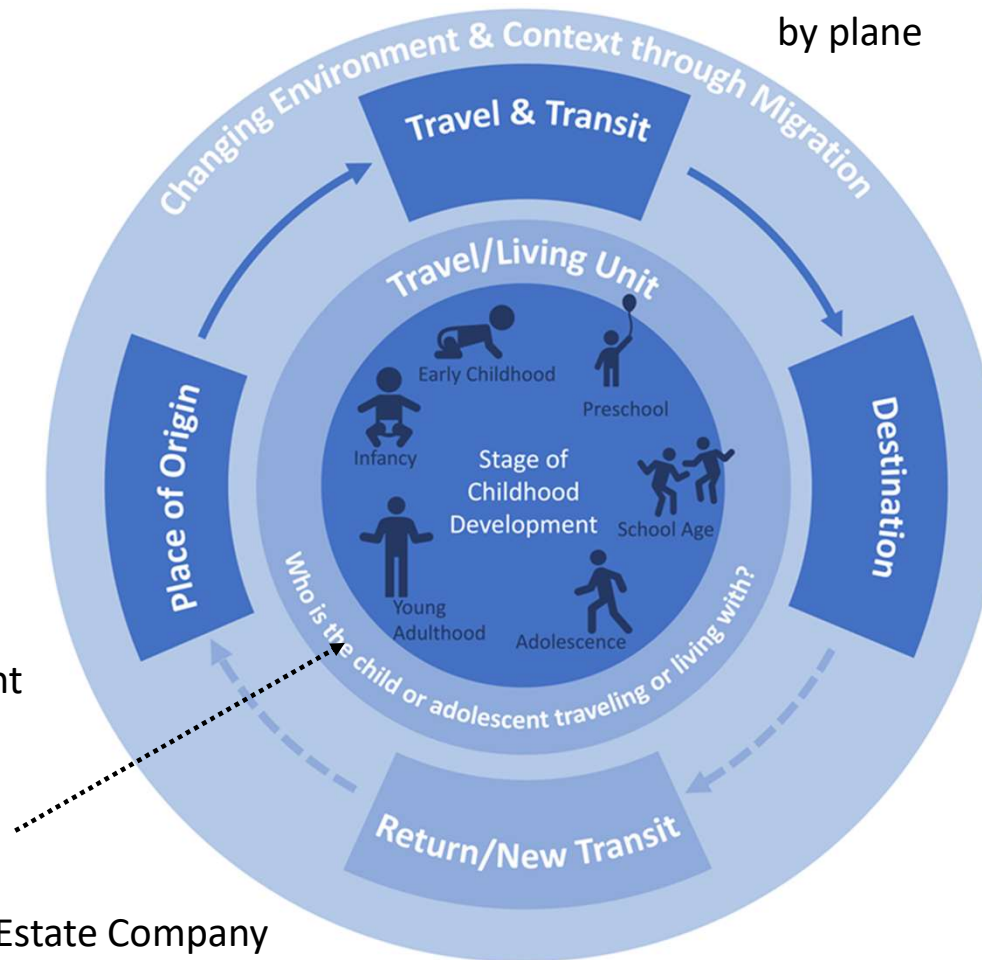 by plane
Changing Environment & Context through Migration
Travel & Transit
Travel/Living Unit
Early Childhood
Preschool
Infancy
Place of Origin
Destination
Stage of
Childhood
Development
School Age
Young
Adulthood
Adolescence
Who is the child or adolescent traveling or living with?
nt
Return/New Transit
Estate Company